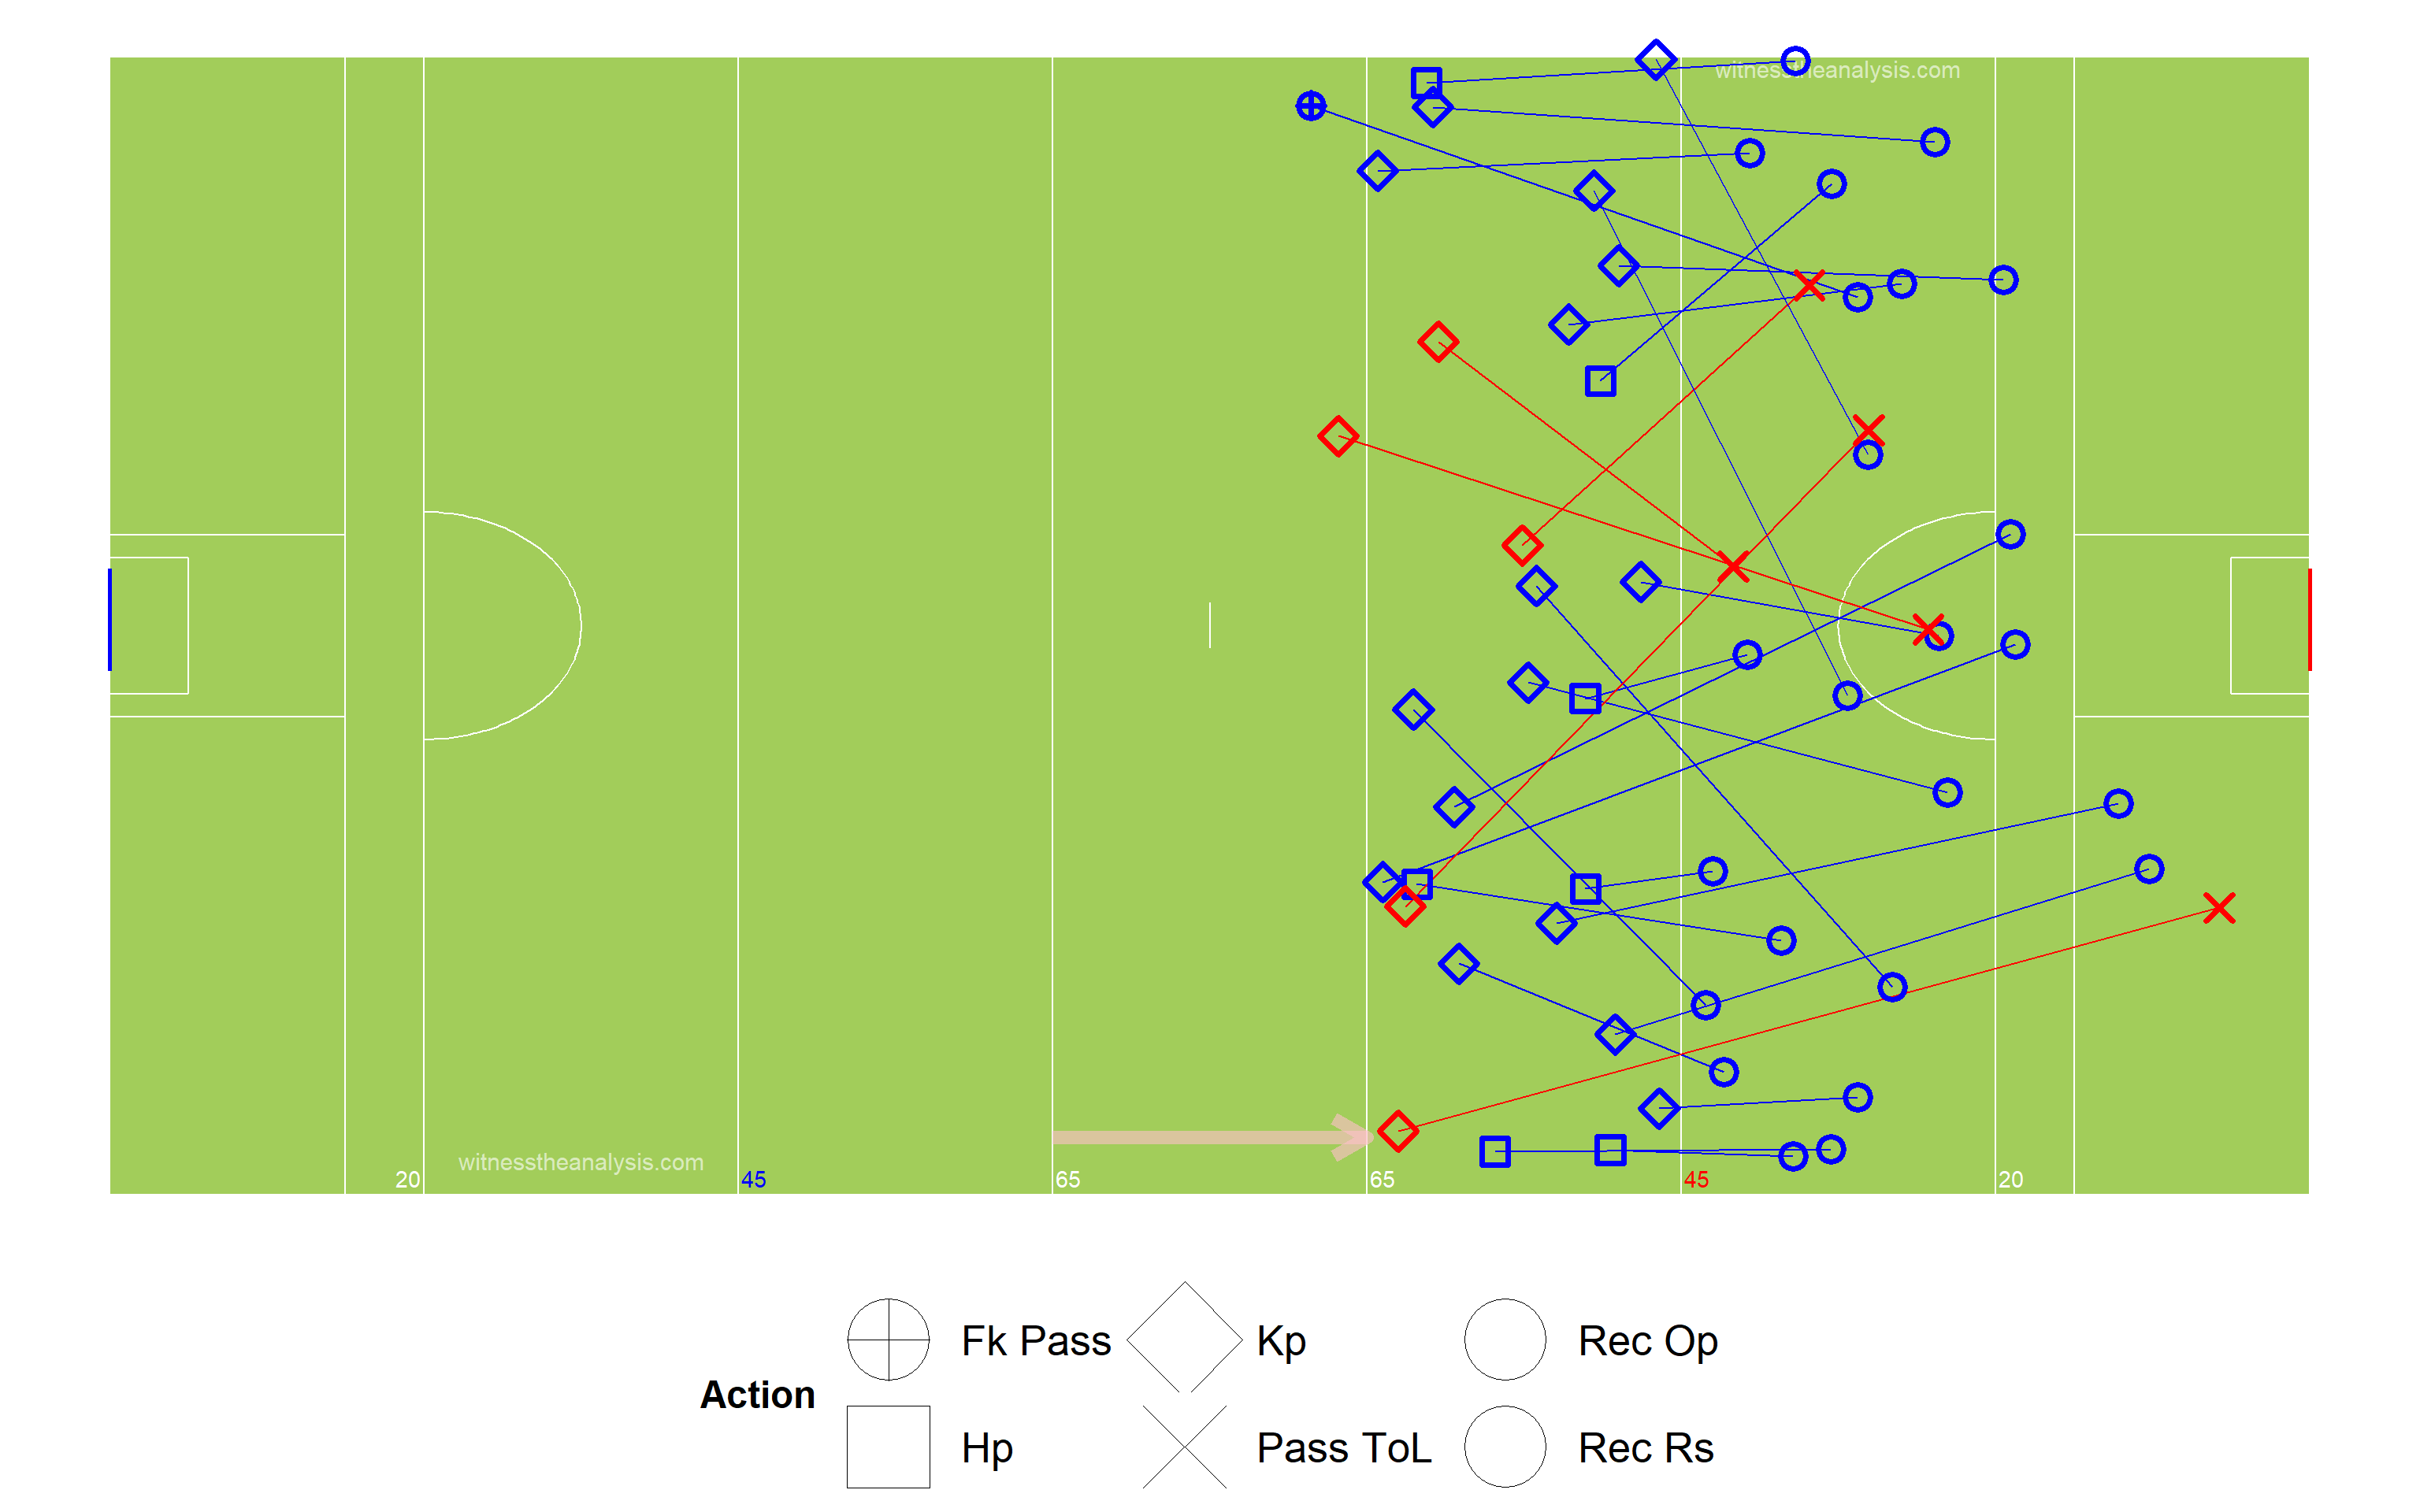 witnesstheanalysis.com
witnesstheanalysis.com
20
45
65
65
45
20
Action
Fk Pass
Kp
Rec Op
Hp
Pass ToL
Rec Rs